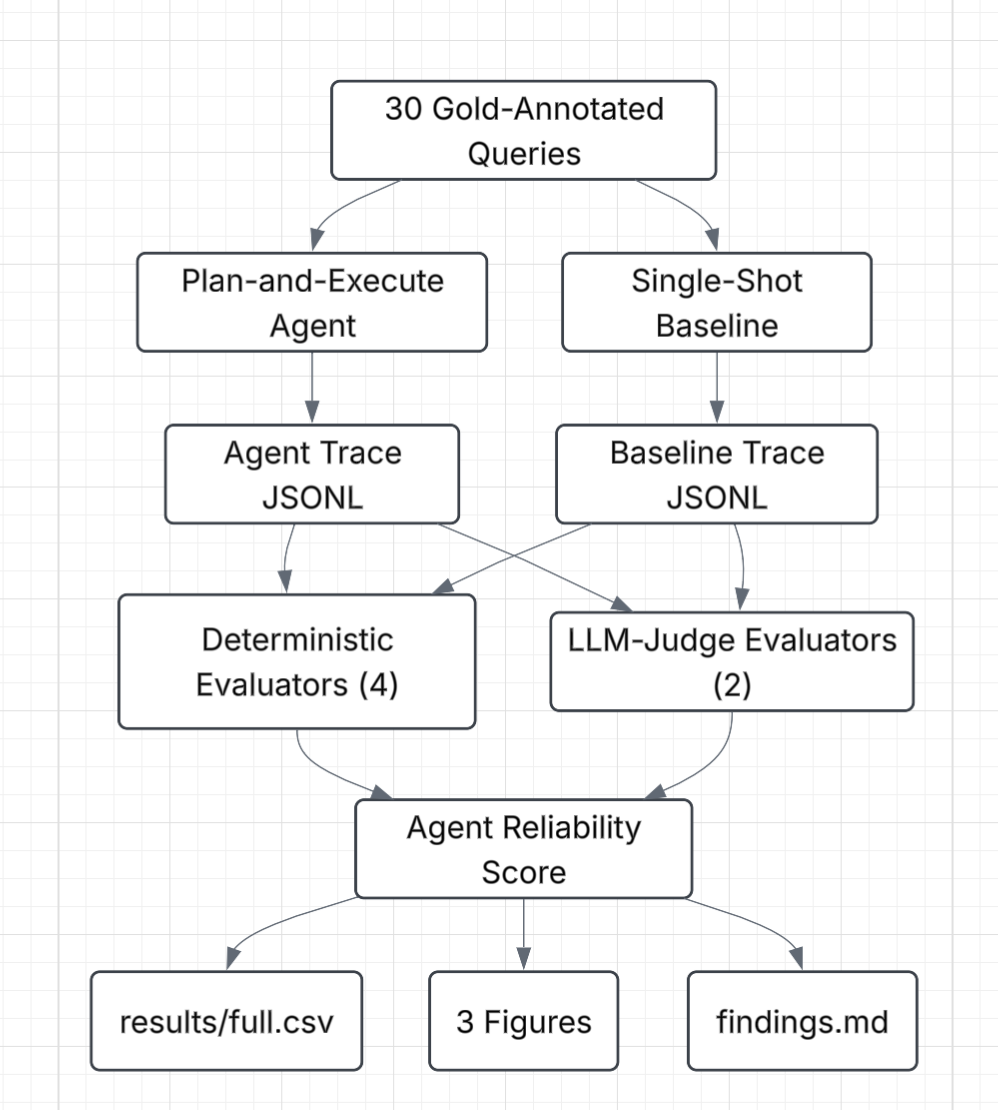 30 Gold-Annotated
Queries
Plan-and-Execute
Agent
Single-Shot
Baseline
Agent Trace
JSONL
Baseline Trace
JSONL
Deterministic
Evaluators (4)
LLM-Judge Evaluators
(2)
Agent Reliability
Score
results/full.csv
3 Figures
findings.md